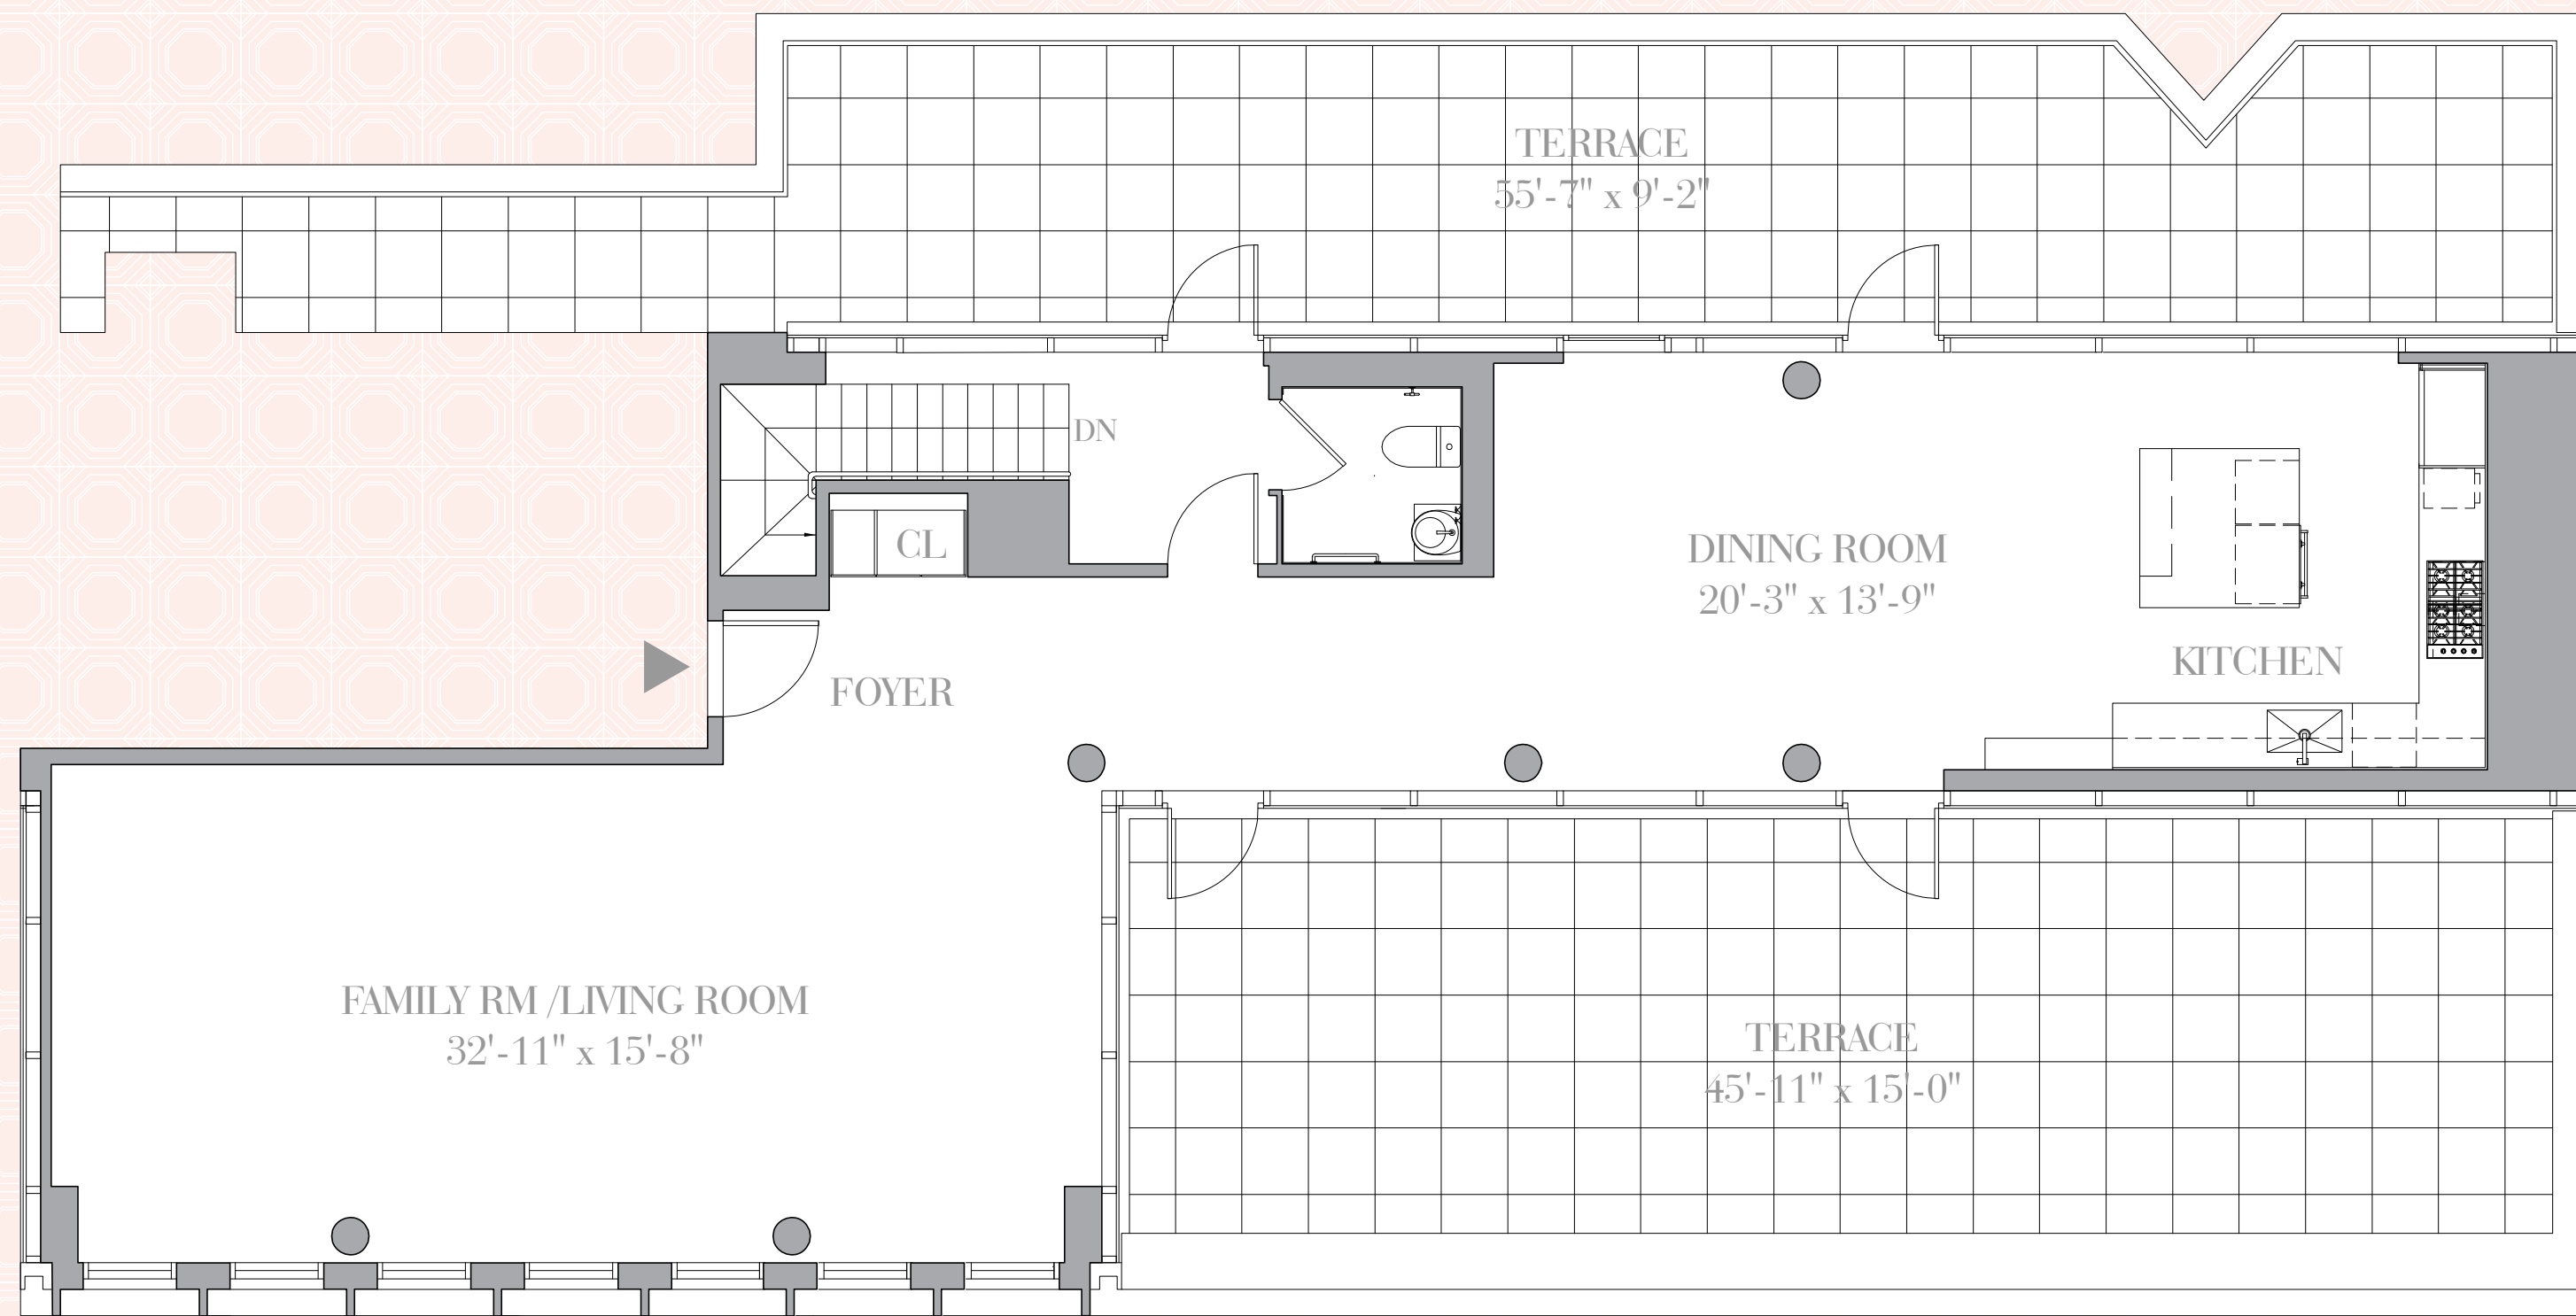 TERRACE
55'-7" x 9'-2"
DN
CL
DINING ROOM
20'-3" x 13'-9"
KITCHEN
FOYER
FAMILY RM /LIVING ROOM
32'-11" x 15'-8"
TERRACE
45'-11" x 15'-0"